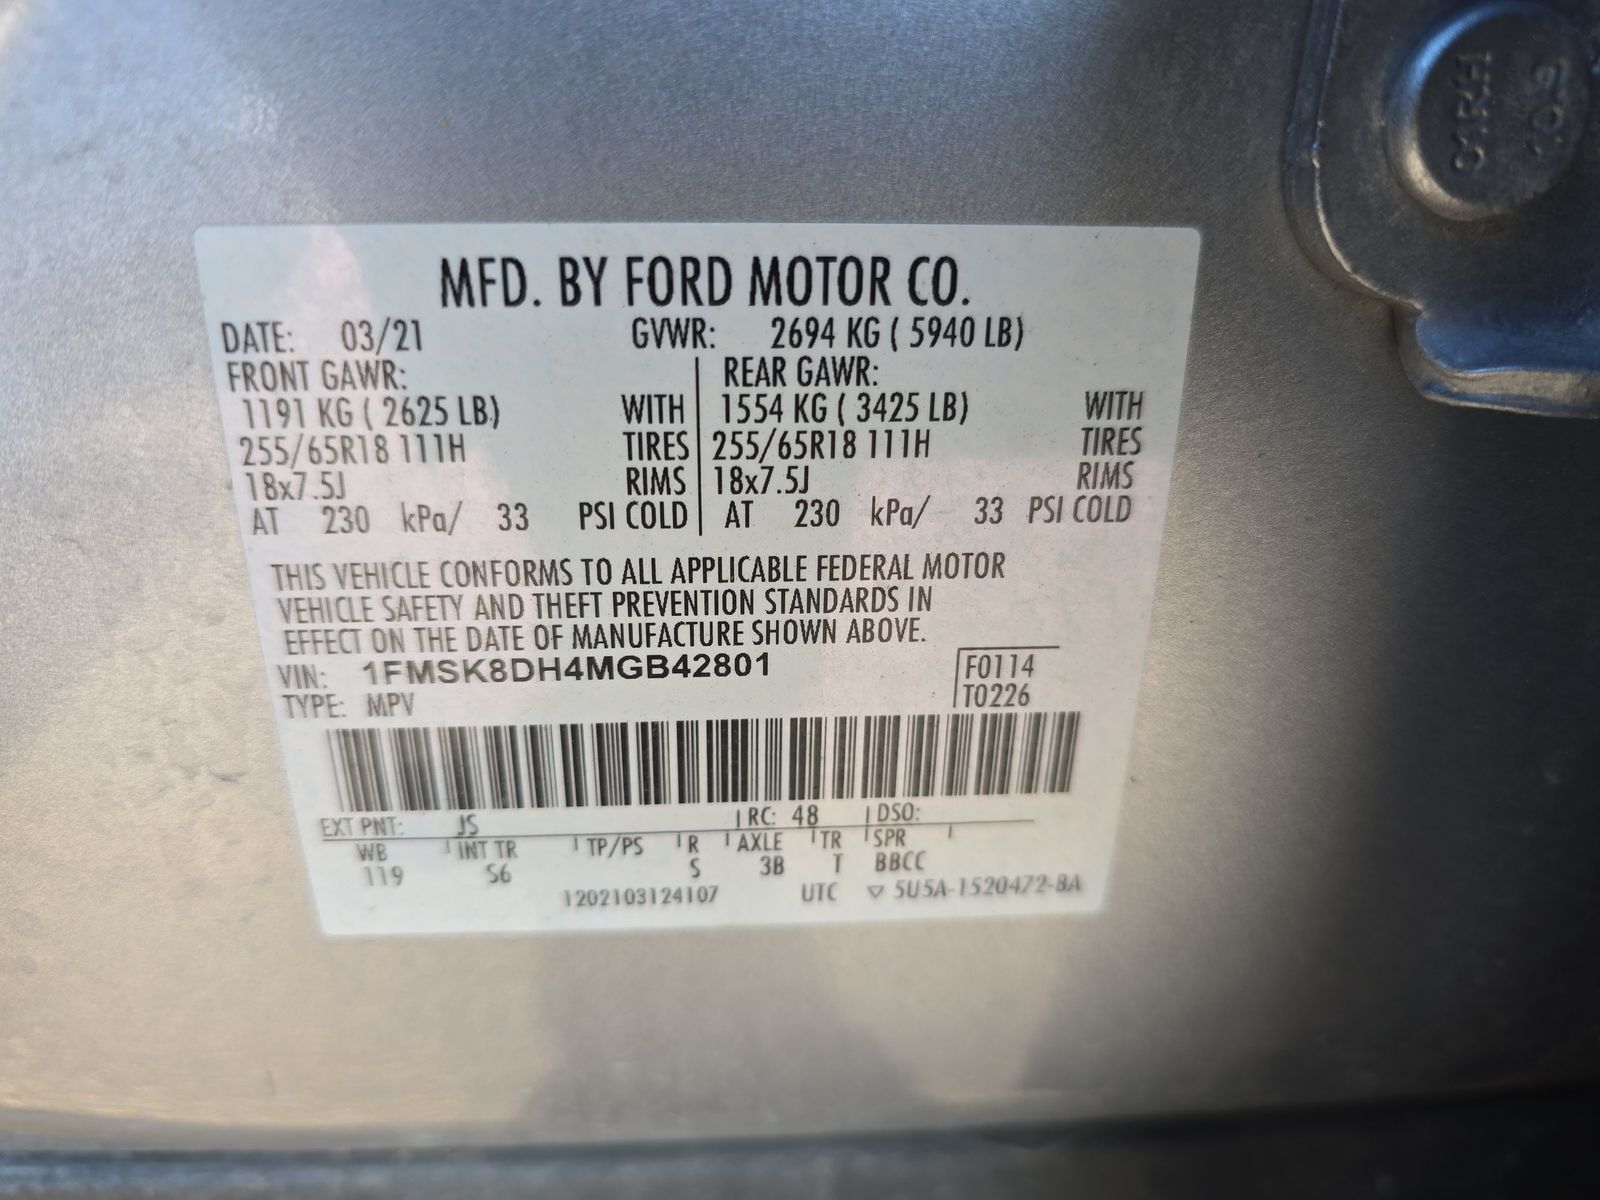 01RH
10.9
MFD. BY FORD MOTOR CO.
DATE: 03/21 GVWR: 2694 KG ( 5940 LB)
FRONT GAWR: REAR GAWR:
1191 KG ( 2625 LB.) WITH 1554 KG ( 3425 LB) WITH
255/65R18 111H TIRES 255/65R18 111H TIRES
18x7.5J RIMS 18x7.5J RIMS
AT 230 kPa/ 33 PSI COLD AT 230 kPa/ 33 PSI COLD
THIS VEHICLE CONFORMS TO ALL APPLICABLE FEDERAL MOTOR
VEHICLE SAFETY AND THEFT PREVENTION STANDARDS IN
EFFECT ON THE DATE OF MANUFACTURE SHOWN ABOVE.
VIN: 1FMSK8DH4MGB42801 F0114
TYPE: MPV T0226
EXT PNT: JS RC: 48 DSO:
WB INT TR TP/PS R AXLE TR SPR
119 S6 S 3B T BBCC
1202103124107 UTC ▽ 5U5A-1520472-BA